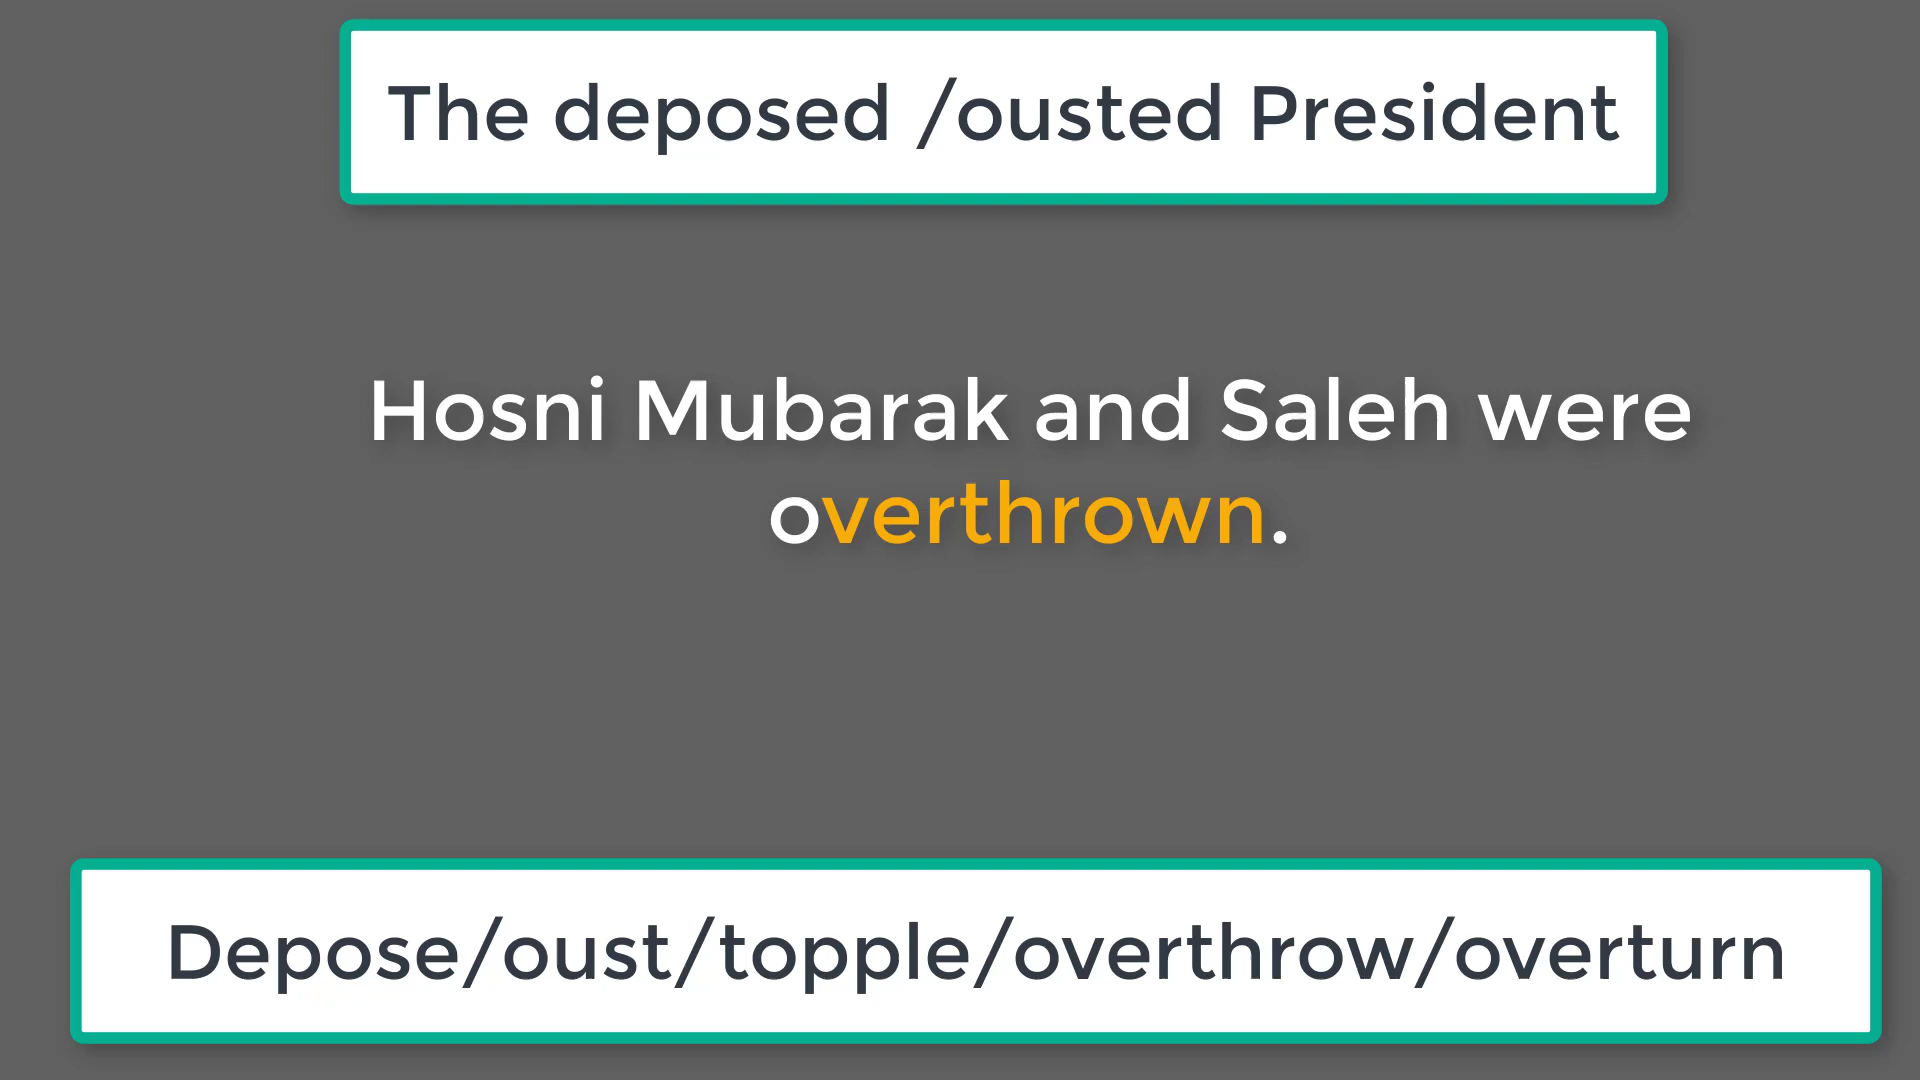 The deposed /ousted President
Hosni Mubarak and Saleh were
overthrown.
Depose/oust/topple/overthrow/overturn